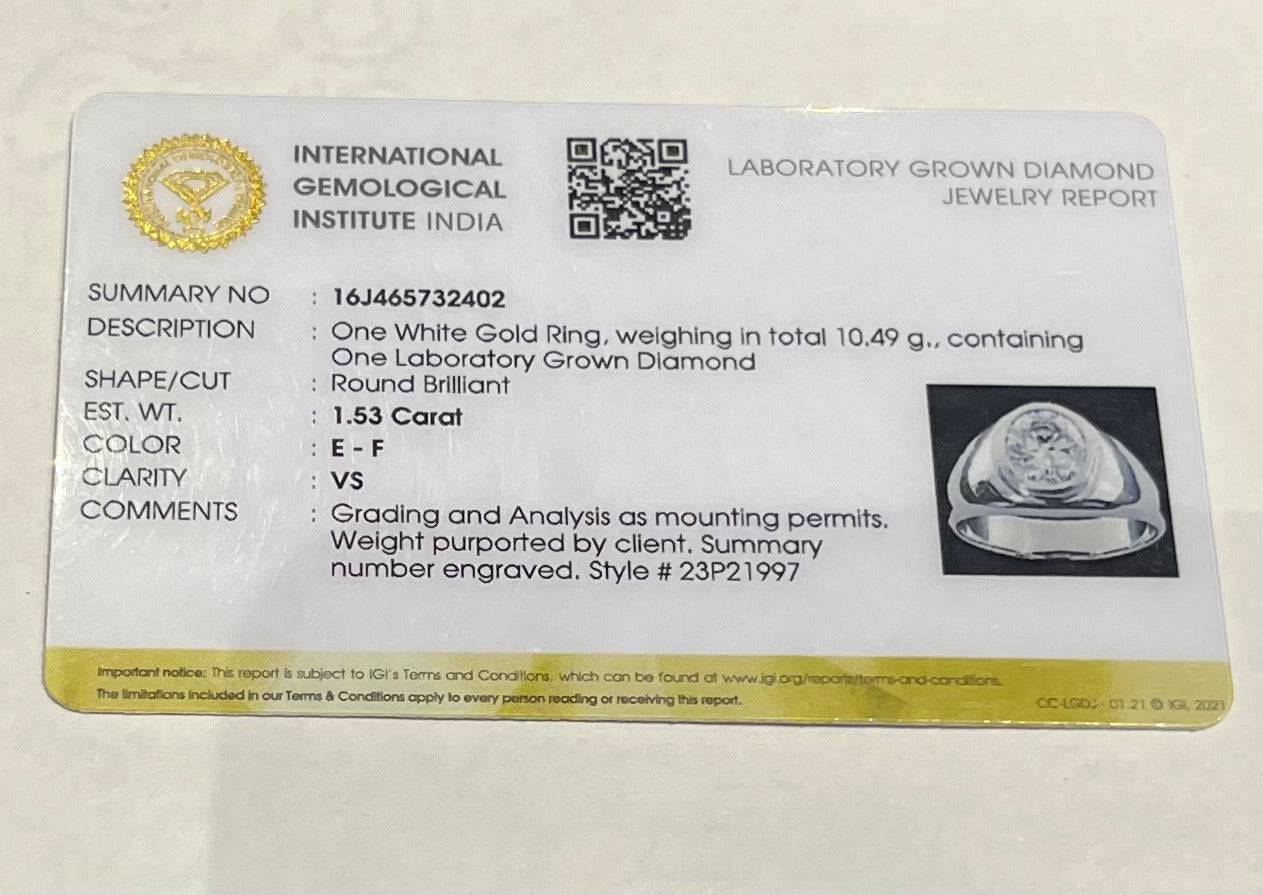 INTERNATIONAL
GEMOLOGICAL
INSTITUTE INDIA
LABORATORY GROWN DIAMOND
JEWELRY REPORT
SUMMARY NO : 16J465732402
DESCRIPTION : One White Gold Ring, weighing in total 10.49 g., containing
One Laboratory Grown Diamond
SHAPE/CUT : Round Brilliant
EST. WT. : 1.53 Carat
COLOR : E - F
CLARITY : VS
COMMENTS : Grading and Analysis as mounting permits.
Weight purported by client. Summary
number engraved. Style # 23P21997
Important notice: This report is subject to IGI's Terms and Conditions, which can be found at www.igi.org/reports/terms-and-conditions.
The limitations included in our Terms & Conditions apply to every person reading or receiving this report.
01.21 © IGI, 2021